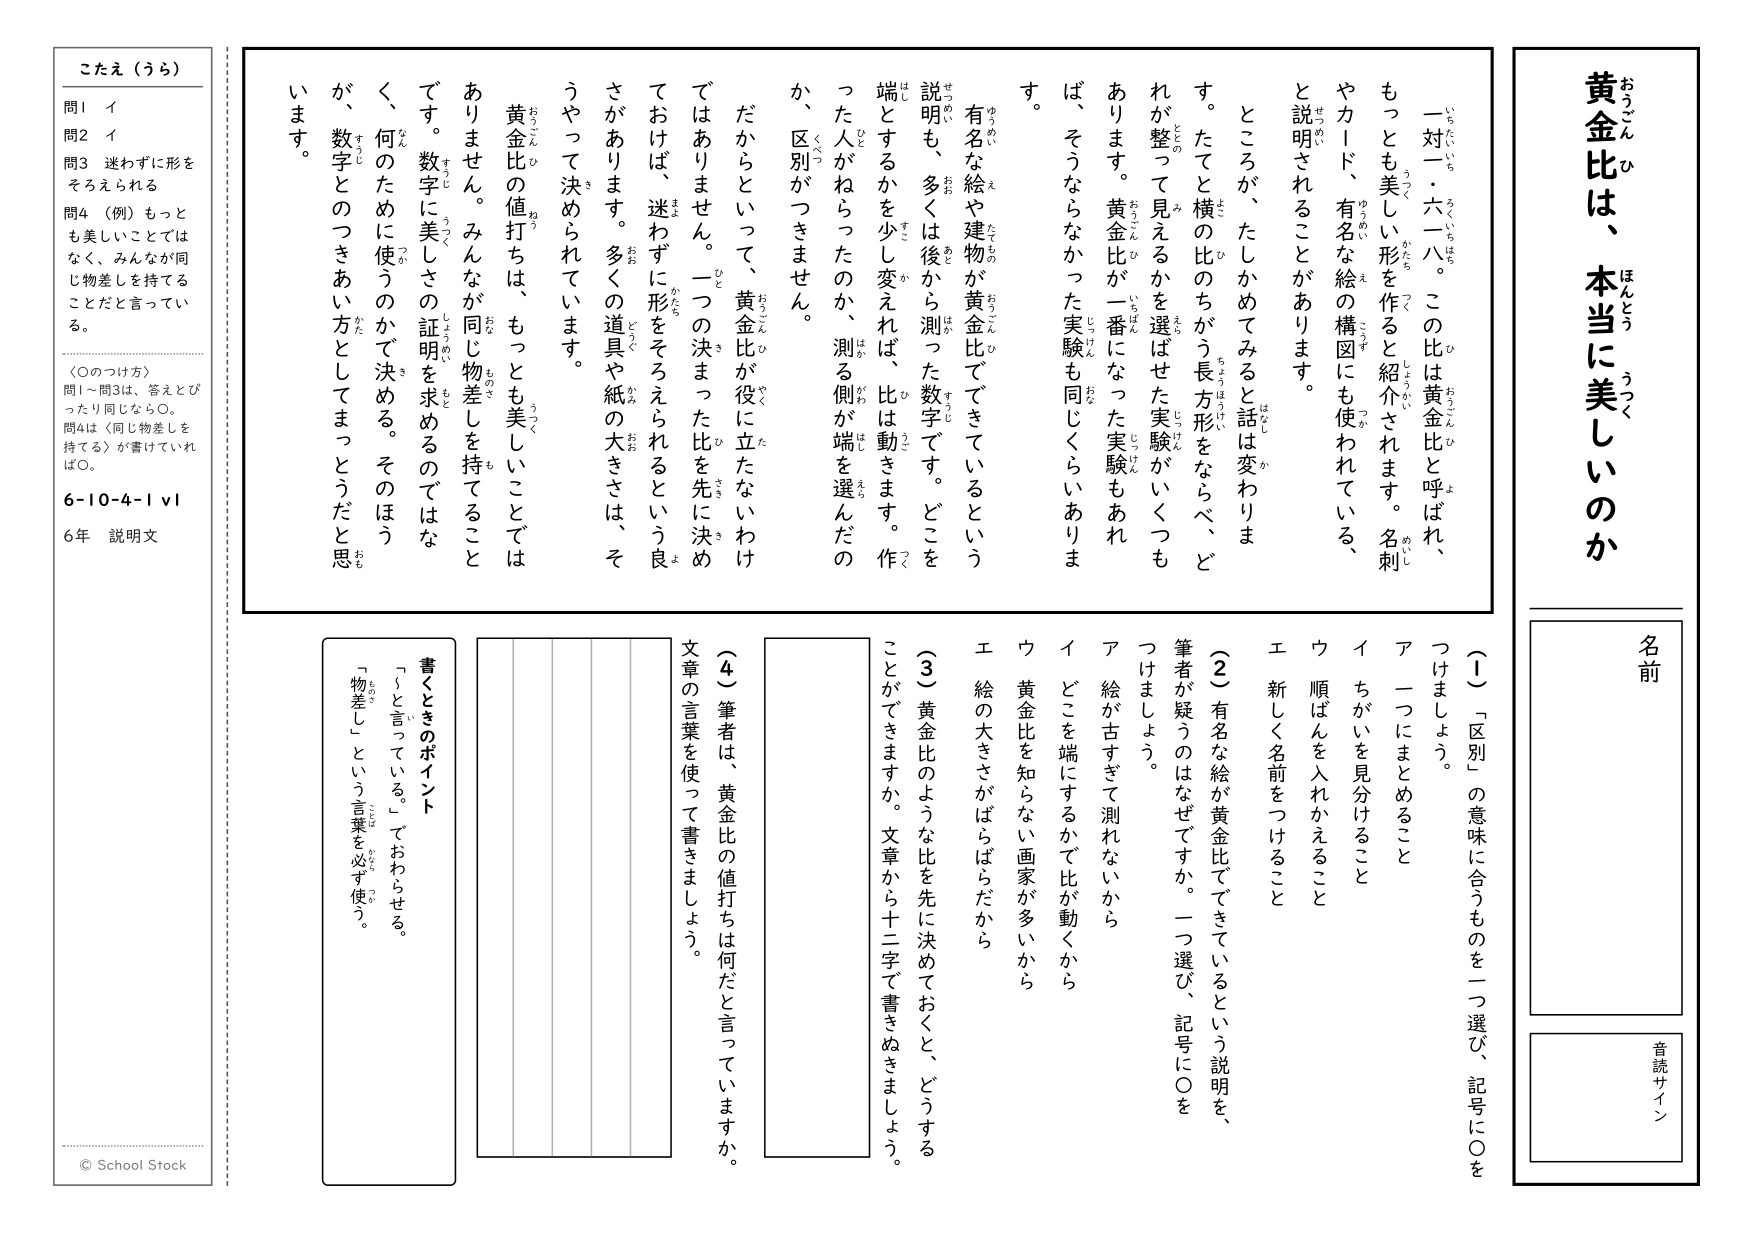 黄金比は、本当に美しいのか
おうごん ひ ほんとう うつく
名前
音読サイン
一対一・六一八。この比は黄金比と呼ばれ、
もっとも美しい形を作ると紹介されます。名刺
やカード、有名な絵の構図にも使われている、
と説明されることがあります。
ところが、たしかめてみると話は変わりま
す。たてと横の比のちがう長方形をならべ、ど
れが整って見えるかを選ばせた実験がいくつも
あります。黄金比が一番になった実験もあれ
ば、そうならなかった実験も同じくらいありま
す。
有名な絵や建物が黄金比でできているという
説明も、多くは後から測った数字です。どこを
端とするかを少し変えれば、比は動きます。作
った人がねらったのか、測る側が端を選んだの
か、区別がつきません。
だからといって、黄金比が役に立たないわけ
ではありません。一つの決まった比を先に決め
ておけば、迷わずに形をそろえられるという良
さがあります。多くの道具や紙の大きさは、そ
うやって決められています。
黄金比の値打ちは、もっとも美しいことでは
ありません。みんなが同じ物差しを持てること
です。数字に美しさの証明を求めるのではな
く、何のために使うのかで決める。そのほう
が、数字とのつきあい方としてまっとうだと思
います。
(1)「区別」の意味に合うものを一つ選び、記号に〇を
つけましょう。
ア 一つにまとめること
イ ちがいを見分けること
ウ 順ばんを入れかえること
エ 新しく名前をつけること
(2)有名な絵が黄金比でできているという説明を、
筆者が疑うのはなぜですか。一つ選び、記号に〇を
つけましょう。
ア 絵が古すぎて測れないから
イ どこを端にするかで比が動くから
ウ 黄金比を知らない画家が多いから
エ 絵の大きさがばらばらだから
(3)黄金比のような比を先に決めておくと、どうする
ことができますか。文章から十二字で書きぬきましょう。
(4)筆者は、黄金比の値打ちは何だと言っていますか。
文章の言葉を使って書きましょう。
書くときのポイント
「～と言っている。」でおわらせる。
「物差し」という言葉を必ず使う。
こたえ（うら）
問1 イ
問2 イ
問3 迷わずに形を
そろえられる
問4 （例）もっと
も美しいことでは
なく、みんなが同
じ物差しを持てる
ことだと言ってい
る。
〈〇のつけ方〉
問1～問3は、答えとぴ
ったり同じなら〇。
問4は〈同じ物差しを
持てる〉が書けていれ
ば〇。
6-10-4-1 v1
6年 説明文
© School Stock